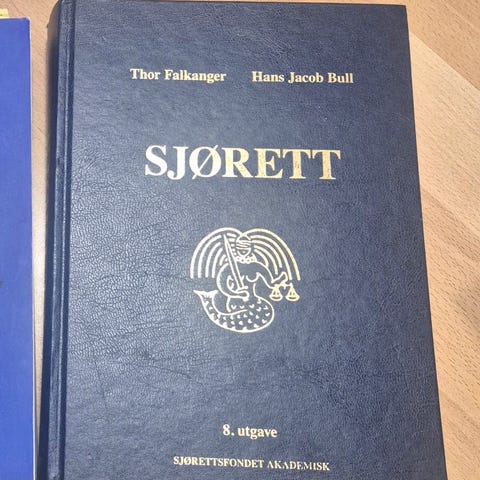 Thor Falkanger Hans Jacob Bull
SJØRETT
8. utgave
SJØRETTSFONDET AKADEMISK